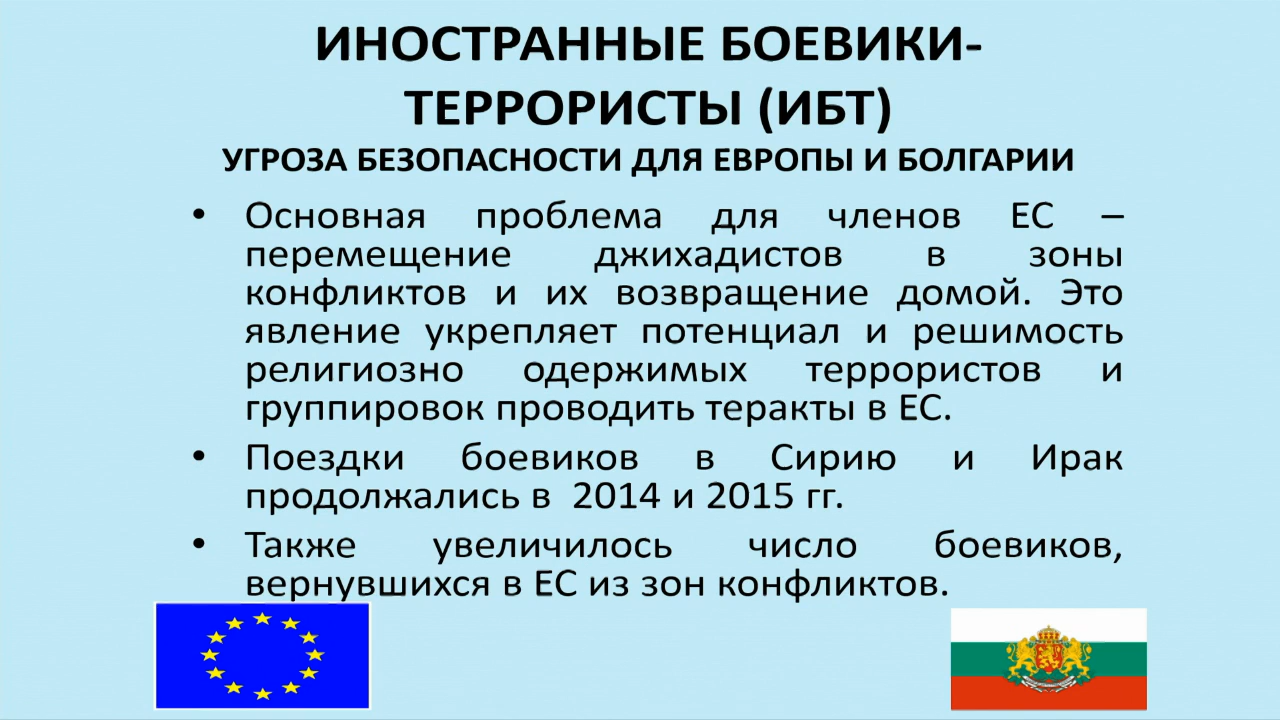 ИНОСТРАННЫЕ БОЕВИКИ-
ТЕРРОРИСТЫ (ИБТ)
УГРОЗА БЕЗОПАСНОСТИ ДЛЯ ЕВРОПЫ И БОЛГАРИИ
• Основная проблема для членов ЕС –
перемещение джихадистов в зоны
конфликтов и их возвращение домой. Это
явление укрепляет потенциал и решимость
религиозно одержимых террористов и
группировок проводить теракты в ЕС.
• Поездки боевиков в Сирию и Ирак
продолжались в 2014 и 2015 гг.
• Также увеличилось число боевиков,
вернувшихся в ЕС из зон конфликтов.